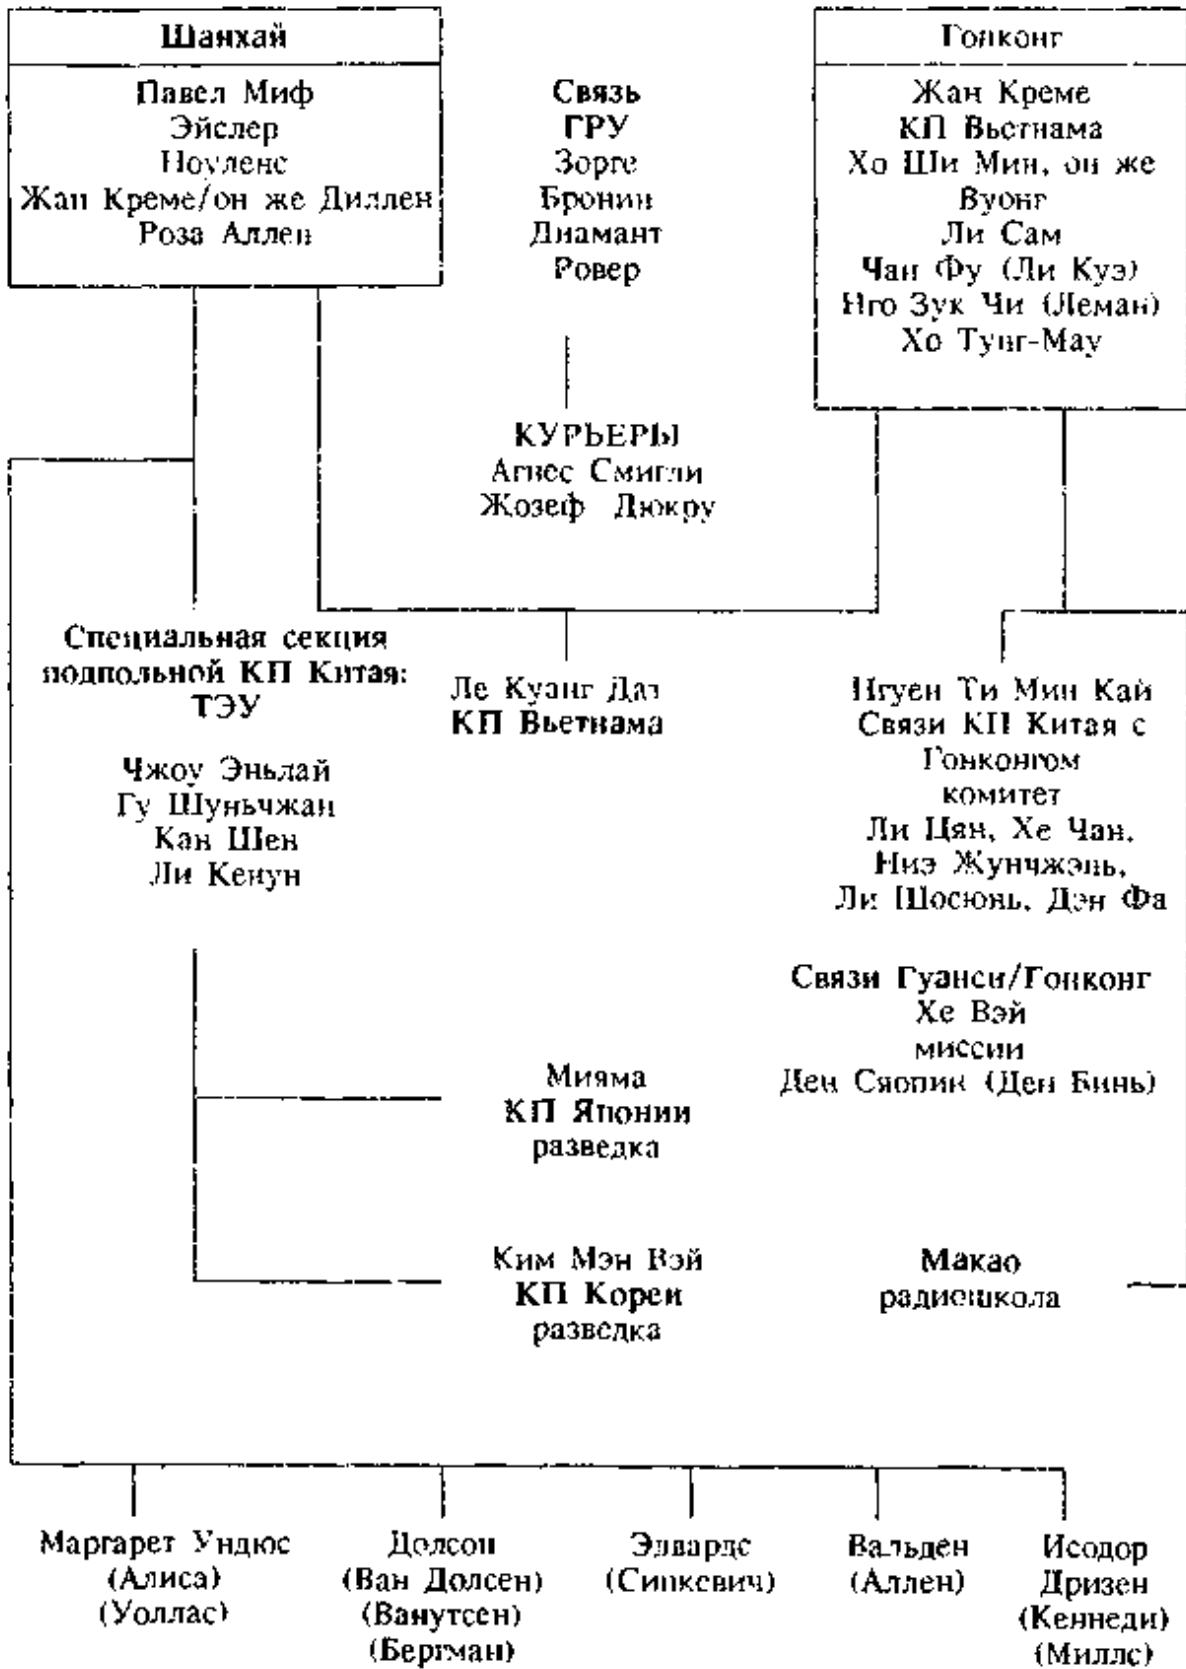 Шанхай
Павел Миф
Эйслер
Ноуленс
Жан Креме/он же Диллен
Роза Аллен
Связь
ГРУ
Зорге
Бронин
Диамант
Ровер
КУРЬЕРЫ
Агнес Смигли
Жозеф Дюкру
Гонконг
Жан Креме
КП Вьетнама
Хо Ши Мин, он же
Вуонг
Ли Сам
Чан Фу (Ли Куэ)
Нго Зук Чи (Леман)
Хо Тунг-Мау
Специальная секция
подпольной КП Китая:
ТЭУ
Чжоу Эньлай
Гу Шуньчжан
Кан Шен
Ли Кенун
Ле Куанг Дат
КП Вьетнама
Нгуен Ти Мин Кай
Связи КП Китая с
Гонконгом
комитет
Ли Цян, Хе Чан,
Ниэ Жунчжэнь,
Ли Шосюнь, Дэн Фа
Связи Гуанси/Гонконг
Хе Вэй
миссии
Ден Сяопин (Ден Бинь)
Мияма
КП Японии
разведка
Ким Мэн Вэй
КП Кореи
разведка
Макао
радиошкола
Маргарет Ундюс
(Алиса)
(Уоллас)
Долсон
(Ван Долсен)
(Ванутсен)
(Бергман)
Эдвардс
(Сипкевич)
Вальден
(Аллен)
Исодор
Дризен
(Кеннеди)
(Миллс)